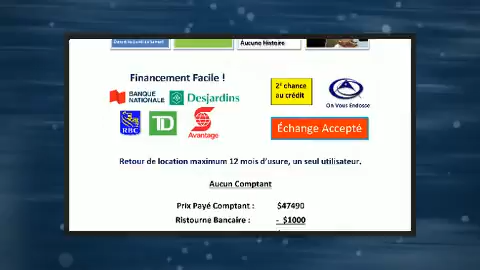 Aucune Histoire
Financement Facile !
BANQUE
NATIONALE
Desjardins
2e chance
au crédit
On Vous Endosse
RBC
TD
Avantage
Échange Accepté
Retour de location maximum 12 mois d'usure, un seul utilisateur.
Aucun Comptant
Prix Payé Comptant : $47490
Ristourne Bancaire : - $1000